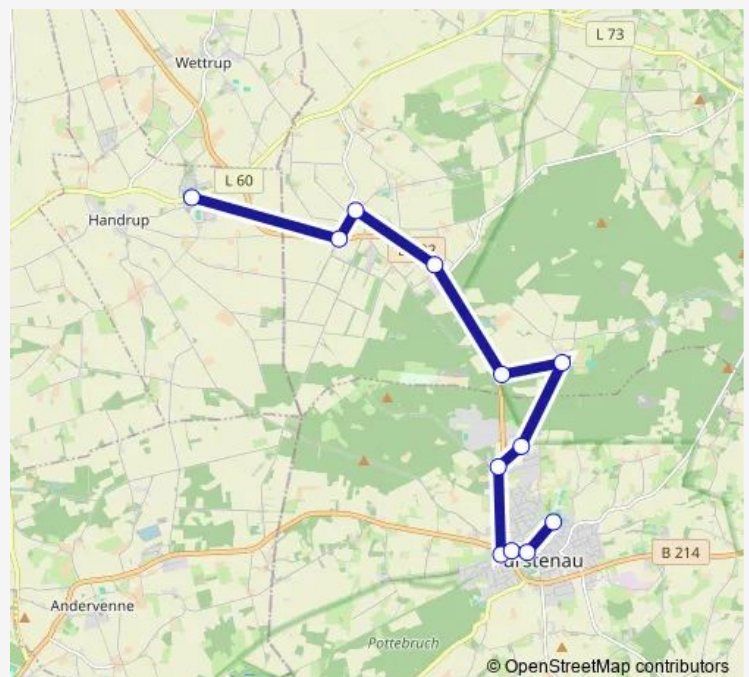 L 73
Wettrup
L 60
Handrup
B 214
Andervenne
Pottebruch
© OpenStreetMap contributors